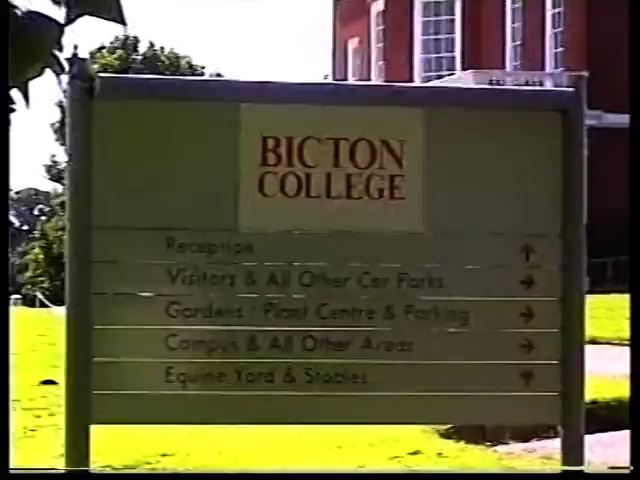 BICTON
COLLEGE
Reception
Visitors & All Other Car Parks
Gardens : Plant Centre & Parking
Campus & All Other Areas
Equine Yard & Stables